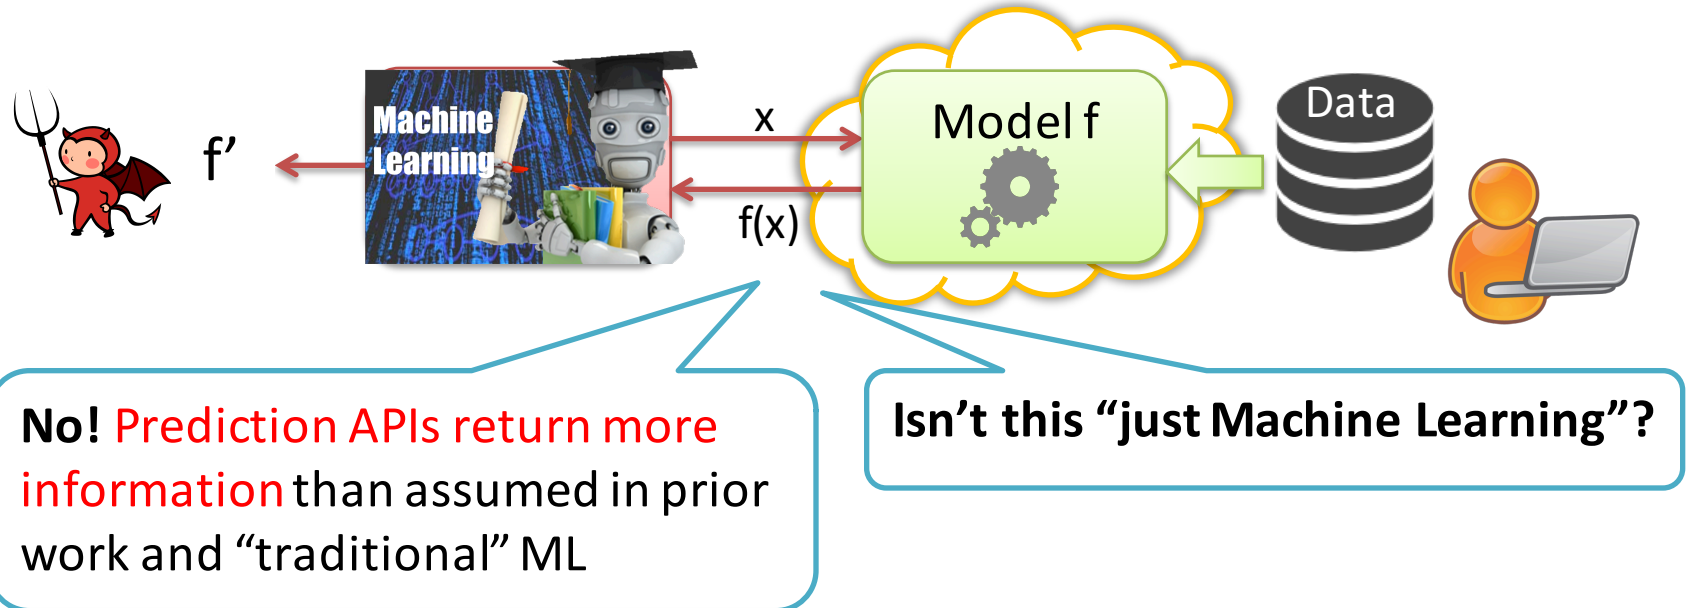 Data
Model f
Machine
Learning
x
f’
f(x)
Isn’t this “just Machine Learning”?
No! Prediction APIs return more
information than assumed in prior
work and “traditional” ML